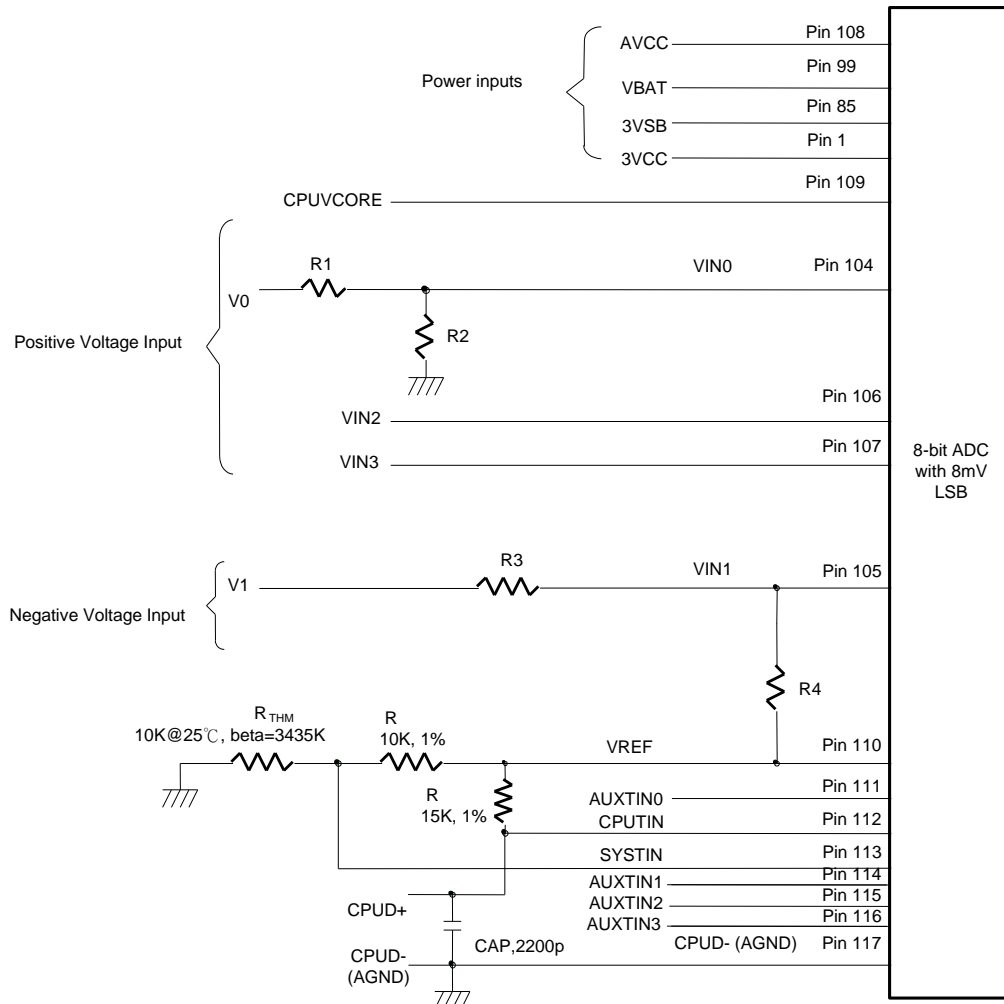 AVCC
Pin 108
Power inputs
VBAT
Pin 99
3VSB
Pin 85
3VCC
Pin 1
CPUVCORE
Pin 109
Positive Voltage Input
V0
R1
VIN0
Pin 104
R2
VIN2
Pin 106
VIN3
Pin 107
8-bit ADC
with 8mV
LSB
Negative Voltage Input
V1
R3
VIN1
Pin 105
R4
RTHM
10K@25℃, beta=3435K
R
10K, 1%
VREF
Pin 110
R
15K, 1%
AUXTIN0
Pin 111
CPUTIN
Pin 112
SYSTIN
Pin 113
AUXTIN1
Pin 114
AUXTIN2
Pin 115
AUXTIN3
Pin 116
CPUD+
CAP,2200p
CPUD-
(AGND)
CPUD- (AGND)
Pin 117